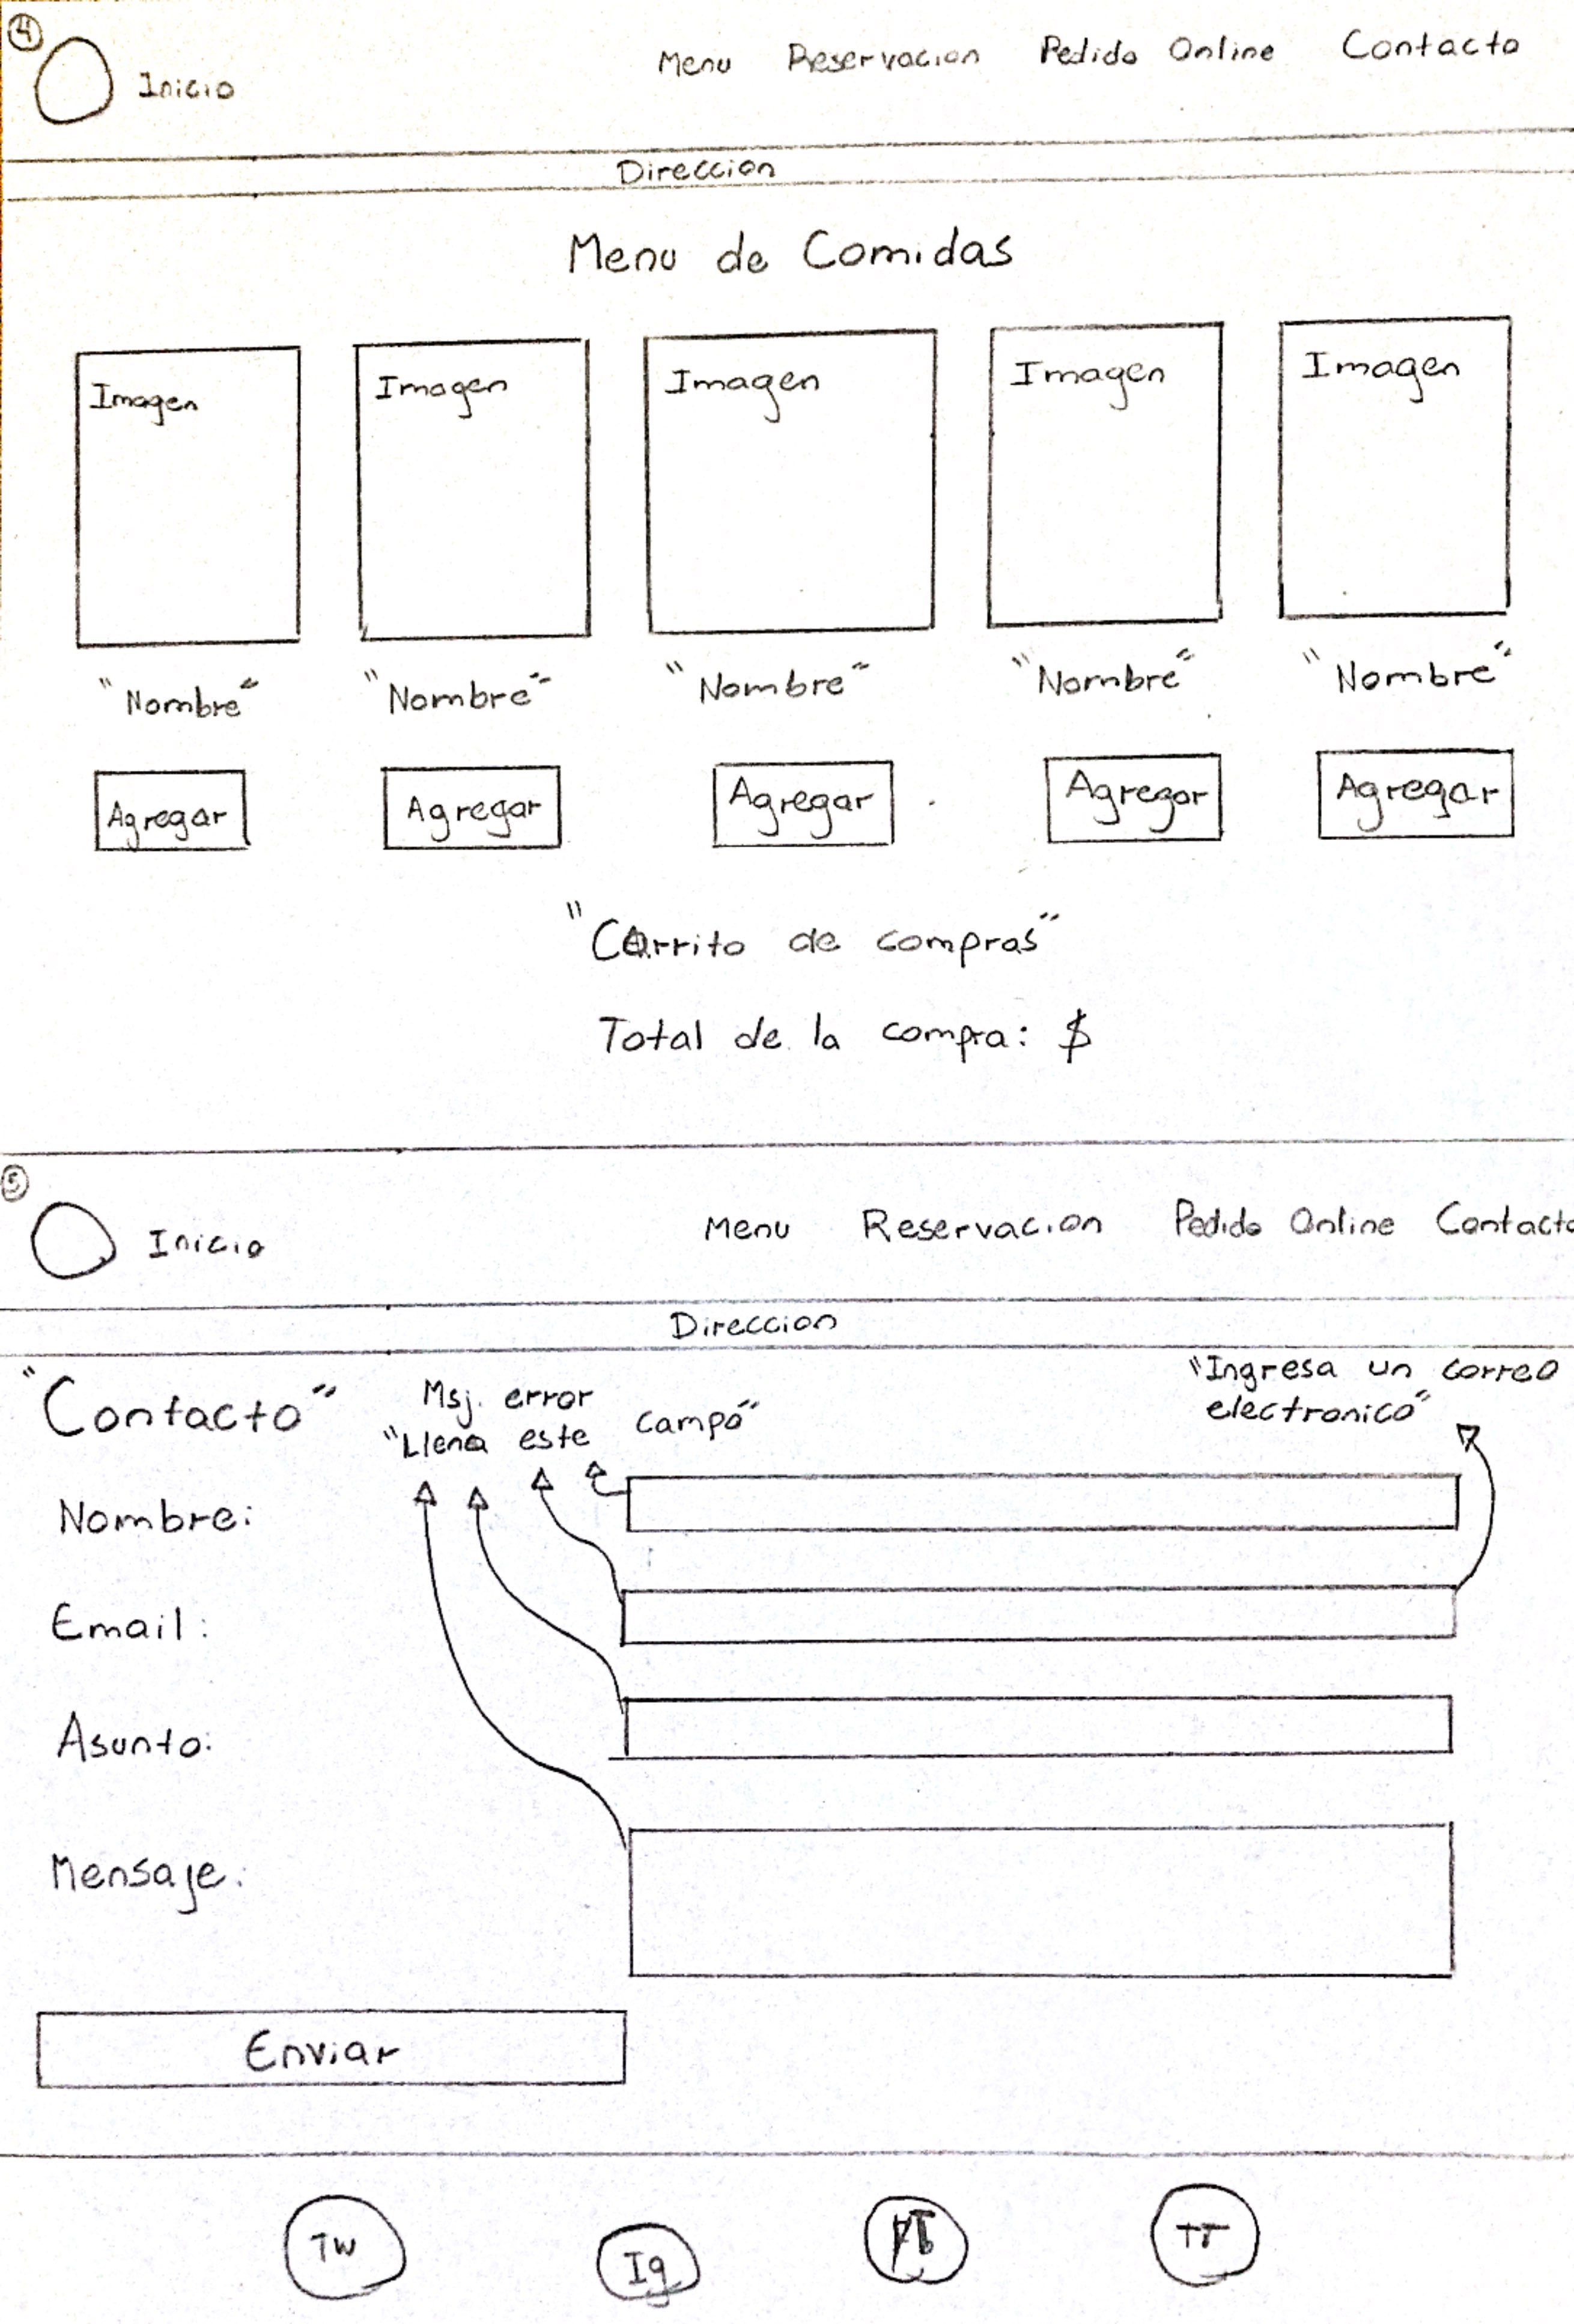 4
Inicio Menu Reservacion Pedido Online Contacto
Direccion
Menu de Comidas
Imagen Imagen Imagen Imagen Imagen
"Nombre" "Nombre" "Nombre" "Nombre" "Nombre"
Agregar Agregar Agregar Agregar Agregar
"Carrito de compras"
Total de la compra: $
5
Inicio Menu Reservacion Pedido Online Contacto
Direccion
"Contacto"
Msj. error
"Llena este campo"
"Ingresa un correo
electronico"
Nombre:
Email:
Asunto:
Mensaje:
Enviar
Tw Ig Fb TT